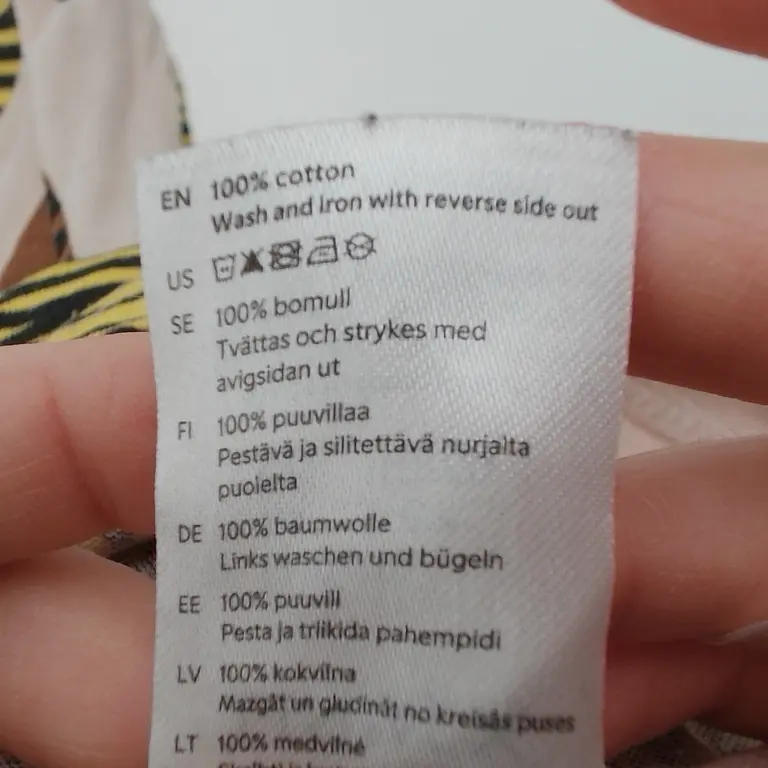 EN 100% cotton
Wash and iron with reverse side out
US
SE 100% bomull
Tvättas och strykes med
avigsidan ut
FI 100% puuvillaa
Pestävä ja silitettävä nurjalta
puolelta
DE 100% baumwolle
Links waschen und bügeln
EE 100% puuvill
Pesta ja triikida pahempidi
LV 100% kokvilna
Mazgāt un gludināt no kreisās puses
LT 100% medvilnė